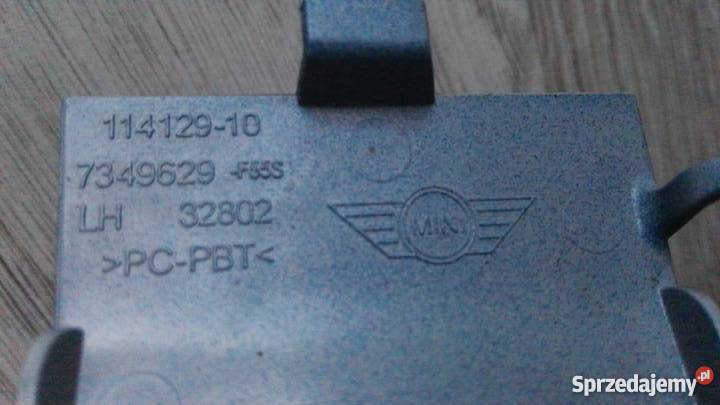 114129-10
7349629 -F55S
LH 32802
>PC-PBT<
MINI
Sprzedajemy.pl